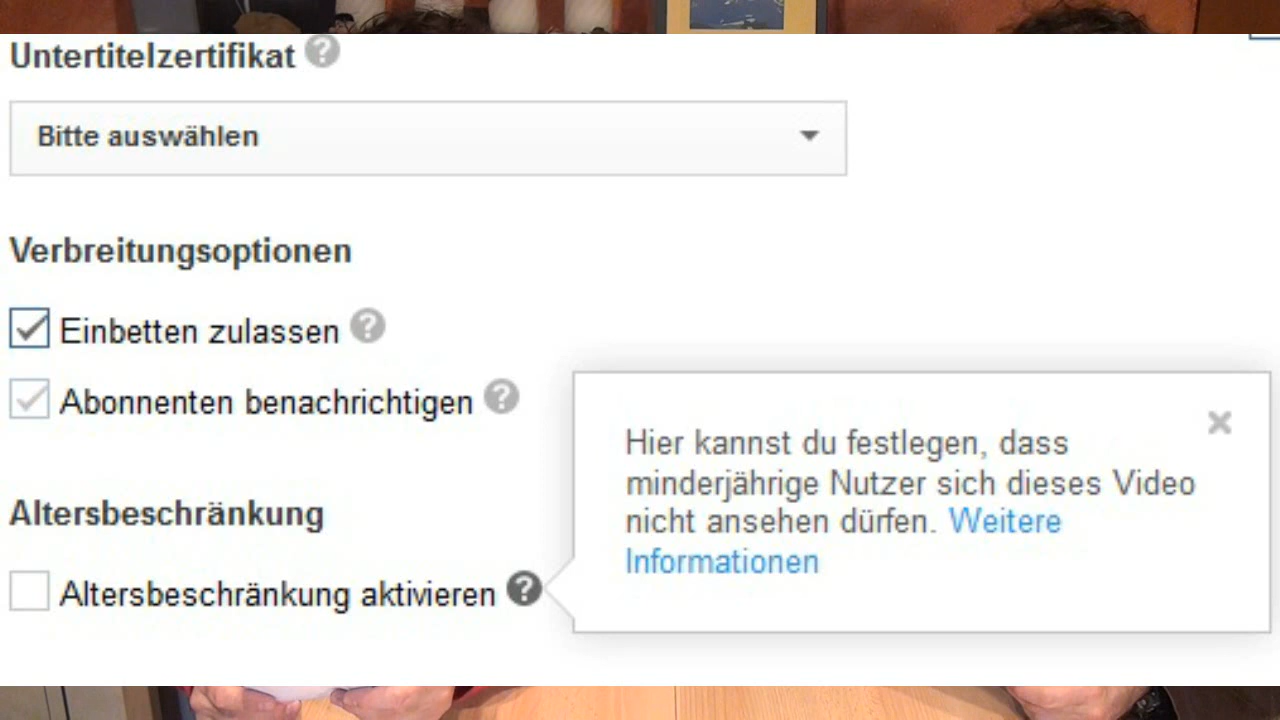 Untertitelzertifikat ?
Bitte auswählen
Verbreitungsoptionen
Einbetten zulassen ?
Abonnenten benachrichtigen ?
Altersbeschränkung
Altersbeschränkung aktivieren ?
Hier kannst du festlegen, dass
minderjährige Nutzer sich dieses Video
nicht ansehen dürfen. Weitere
Informationen